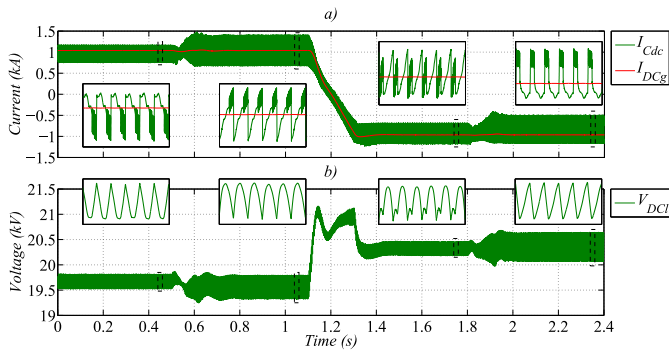 a)
Current (kA)
1.5
1
0.5
0
−0.5
−1
−1.5
I_Cdc
I_DCg
b)
Voltage (kV)
21.5
21
20.5
20
19.5
19
V_DCl
0 0.2 0.4 0.6 0.8 1 1.2 1.4 1.6 1.8 2 2.2 2.4
Time (s)